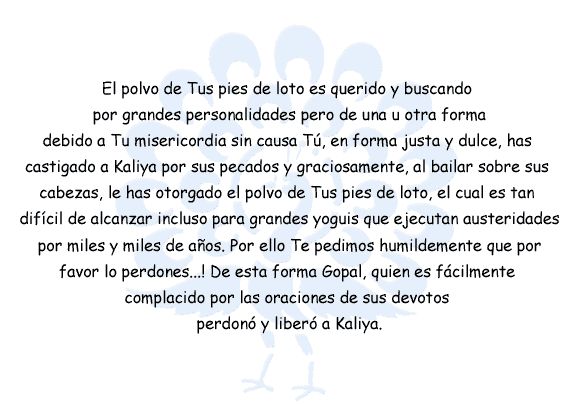 El polvo de Tus pies de loto es querido y buscando
por grandes personalidades pero de una u otra forma
debido a Tu misericordia sin causa Tú, en forma justa y dulce, has
castigado a Kaliya por sus pecados y graciosamente, al bailar sobre sus
cabezas, le has otorgado el polvo de Tus pies de loto, el cual es tan
difícil de alcanzar incluso para grandes yoguis que ejecutan austeridades
por miles y miles de años. Por ello Te pedimos humildemente que por
favor lo perdones...! De esta forma Gopal, quien es fácilmente
complacido por las oraciones de sus devotos
perdonó y liberó a Kaliya.